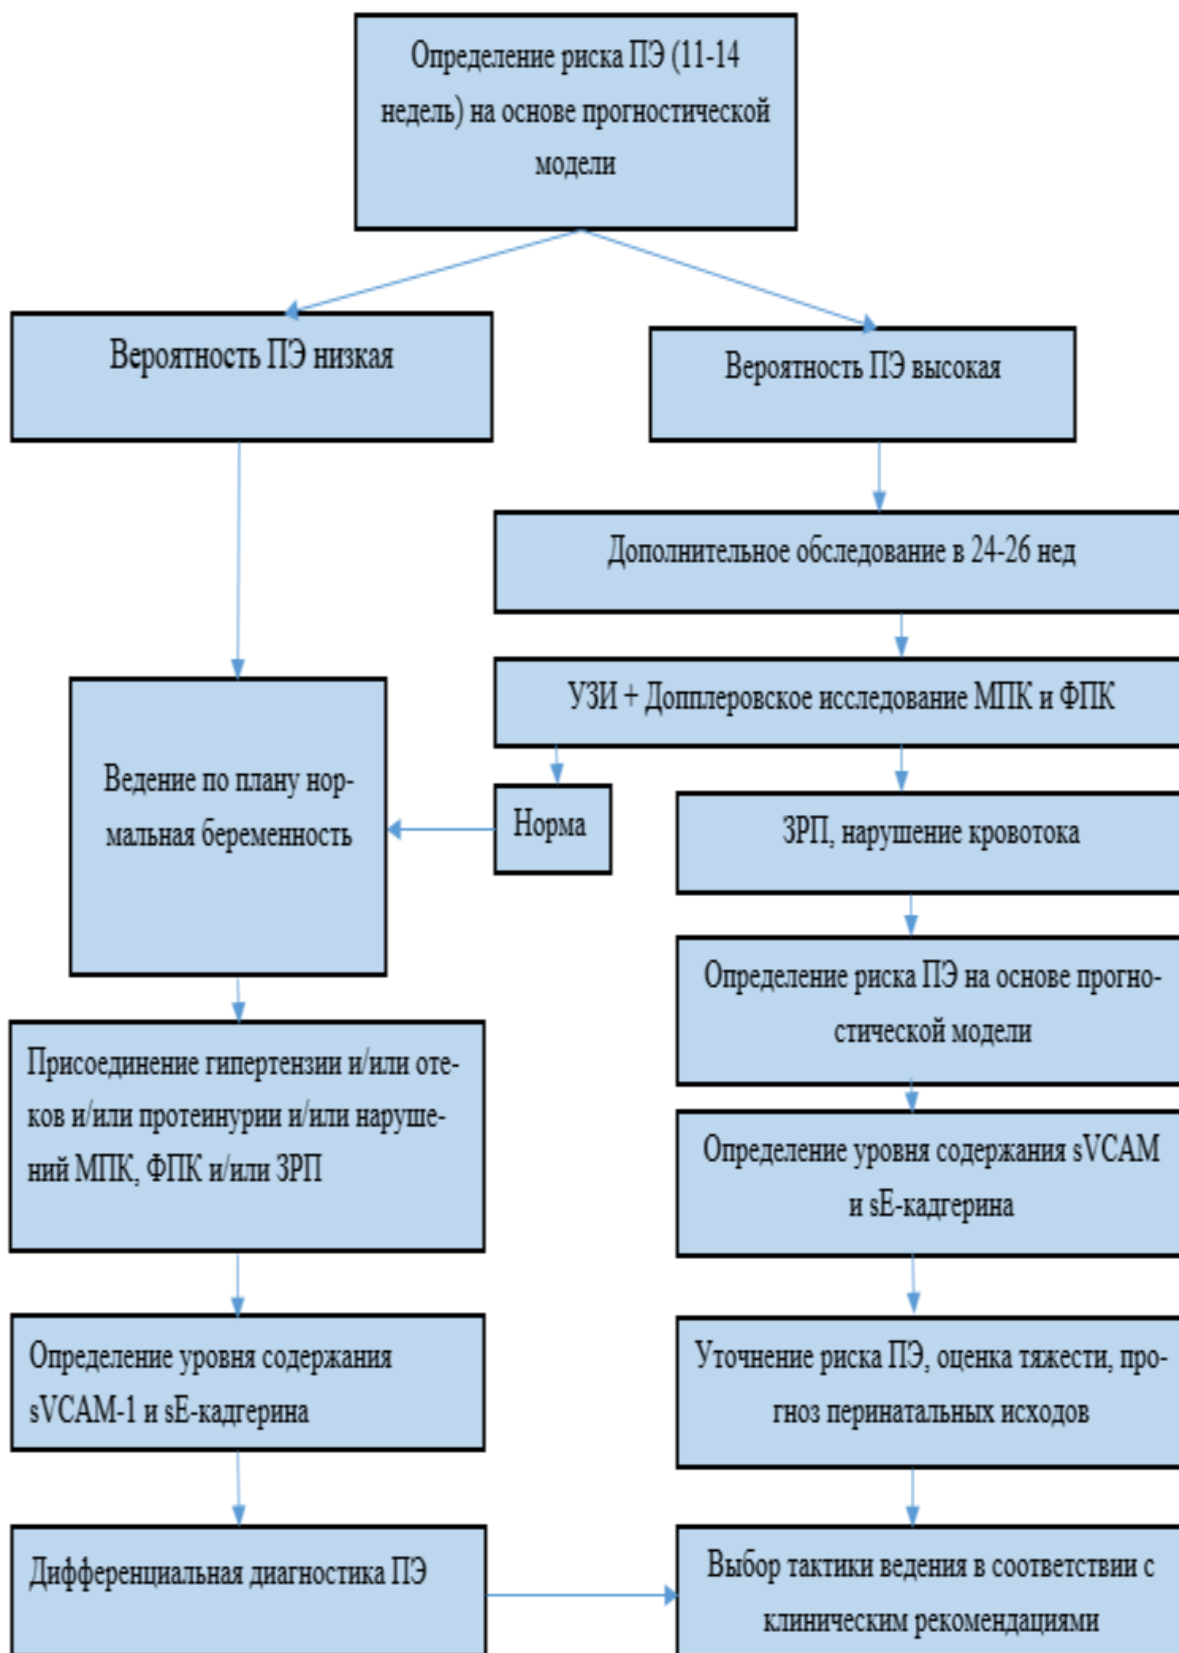 Определение риска ПЭ (11-14
недель) на основе прогностической
модели
Вероятность ПЭ низкая
Вероятность ПЭ высокая
Дополнительное обследование в 24-26 нед
УЗИ + Допплеровское исследование МПК и ФПК
Норма
ЗРП, нарушение кровотока
Ведение по плану нор-
мальная беременность
Определение риска ПЭ на основе прогно-
стической модели
Присоединение гипертензии и/или оте-
ков и/или протеинурии и/или наруше-
ний МПК, ФПК и/или ЗРП
Определение уровня содержания sVCAM
и sE-кадгерина
Определение уровня содержания
sVCAM-1 и sE-кадгерина
Уточнение риска ПЭ, оценка тяжести, про-
гноз перинатальных исходов
Дифференциальная диагностика ПЭ
Выбор тактики ведения в соответствии с
клиническим рекомендациями